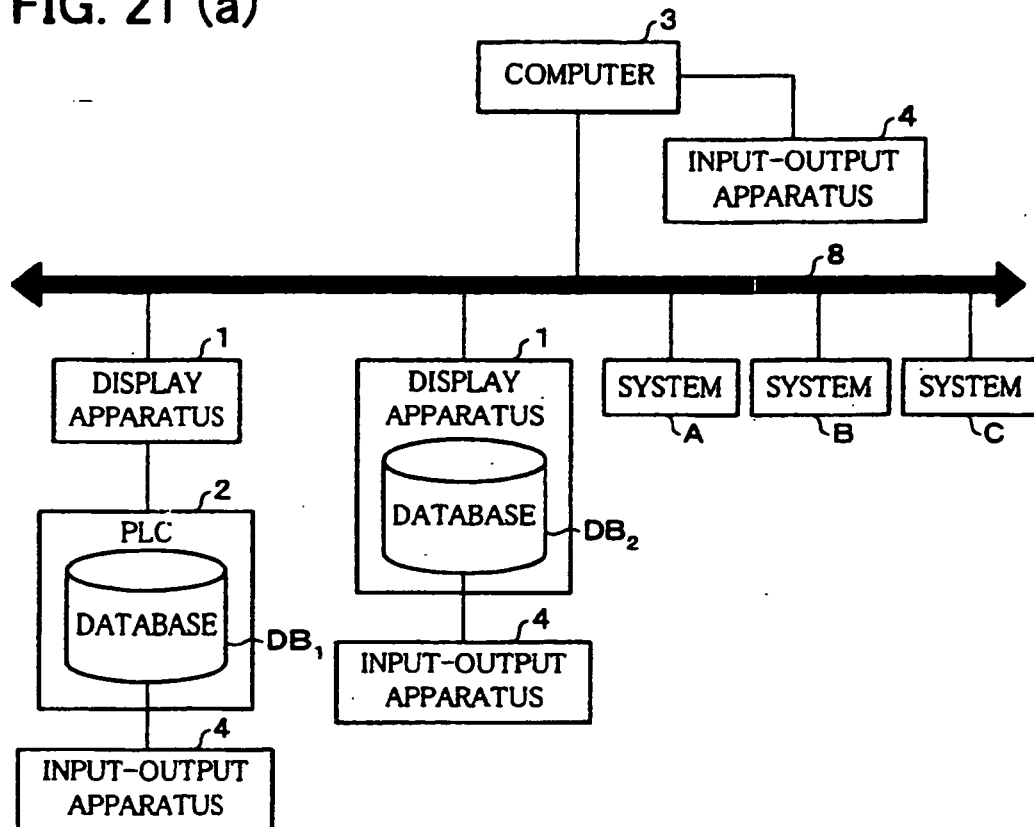 FIG. 21 (a)
3
COMPUTER
4
INPUT-OUTPUT
APPARATUS
8
1
DISPLAY
APPARATUS
1
DISPLAY
APPARATUS
DATABASE
DB₂
SYSTEM
A
SYSTEM
B
SYSTEM
C
2
PLC
DATABASE
DB₁
4
INPUT-OUTPUT
APPARATUS
4
INPUT-OUTPUT
APPARATUS